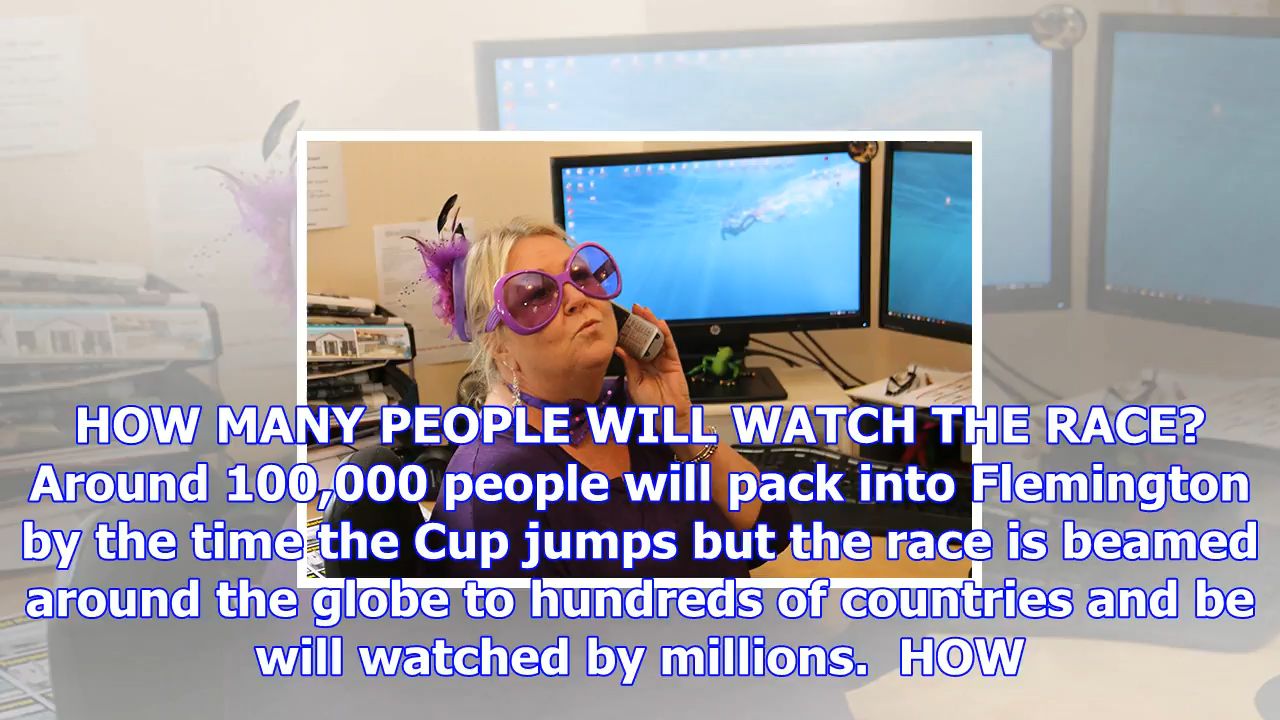 HOW MANY PEOPLE WILL WATCH THE RACE?
Around 100,000 people will pack into Flemington
by the time the Cup jumps but the race is beamed
around the globe to hundreds of countries and be
will watched by millions.  HOW